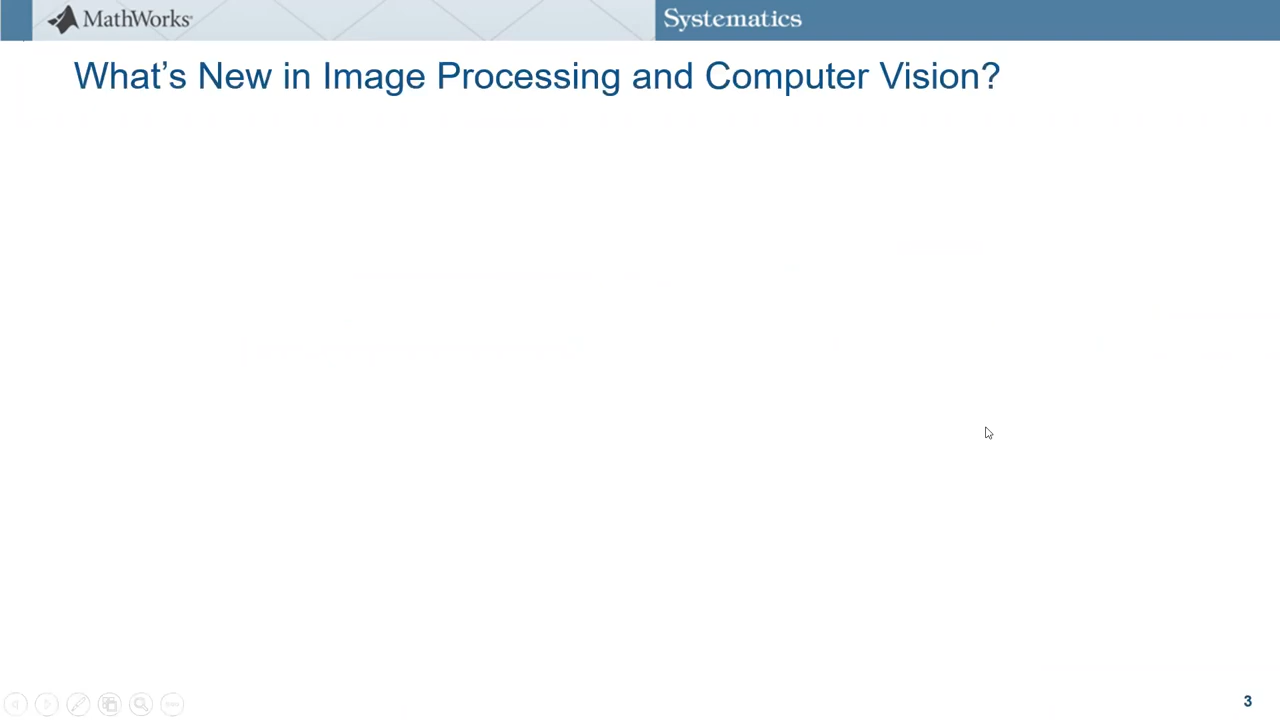 MathWorks®
Systematics
What's New in Image Processing and Computer Vision?
3